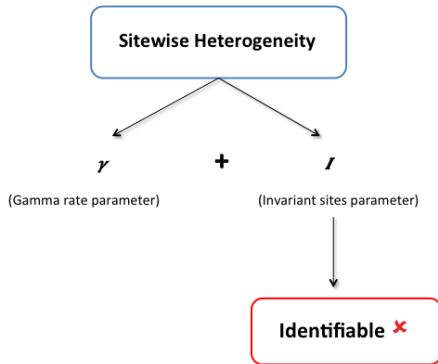 Sitewise Heterogeneity
γ + I
(Gamma rate parameter) (Invariant sites parameter)
Identifiable ✘